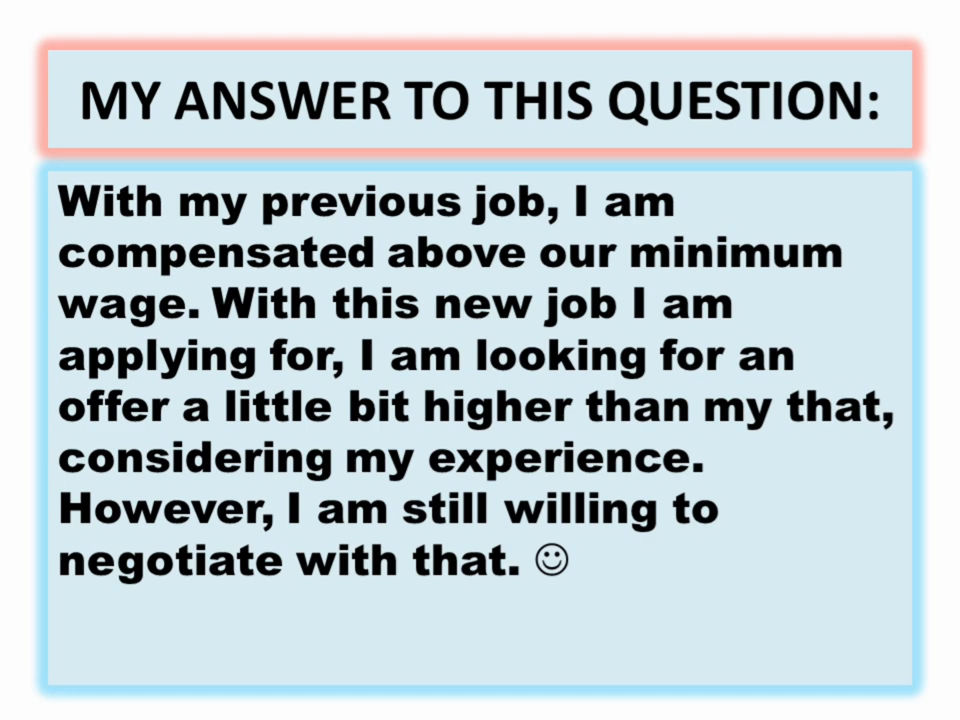 MY ANSWER TO THIS QUESTION:
With my previous job, I am
compensated above our minimum
wage. With this new job I am
applying for, I am looking for an
offer a little bit higher than my that,
considering my experience.
However, I am still willing to
negotiate with that. ☺